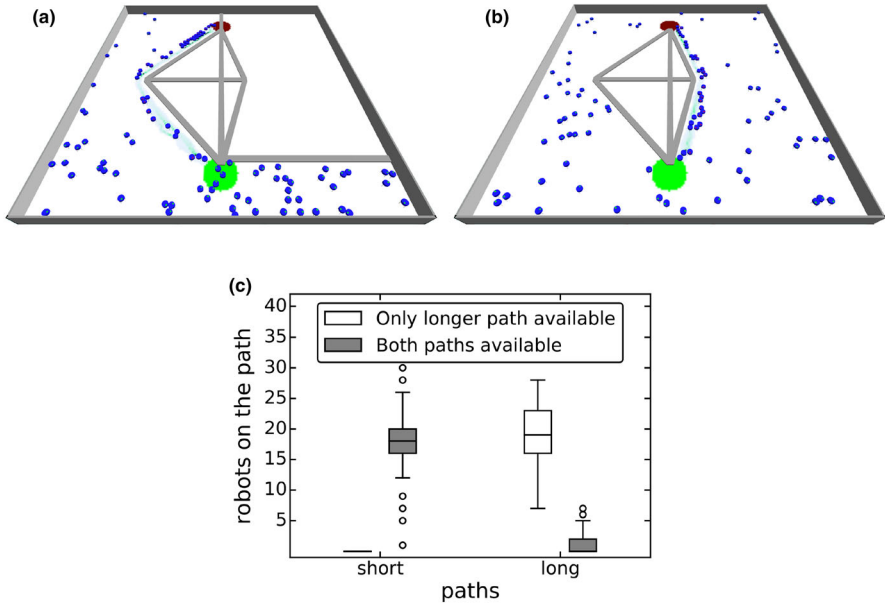 (a)
(b)
(c)
40
35
30
25
20
15
10
5
robots on the path
Only longer path available
Both paths available
short
long
paths